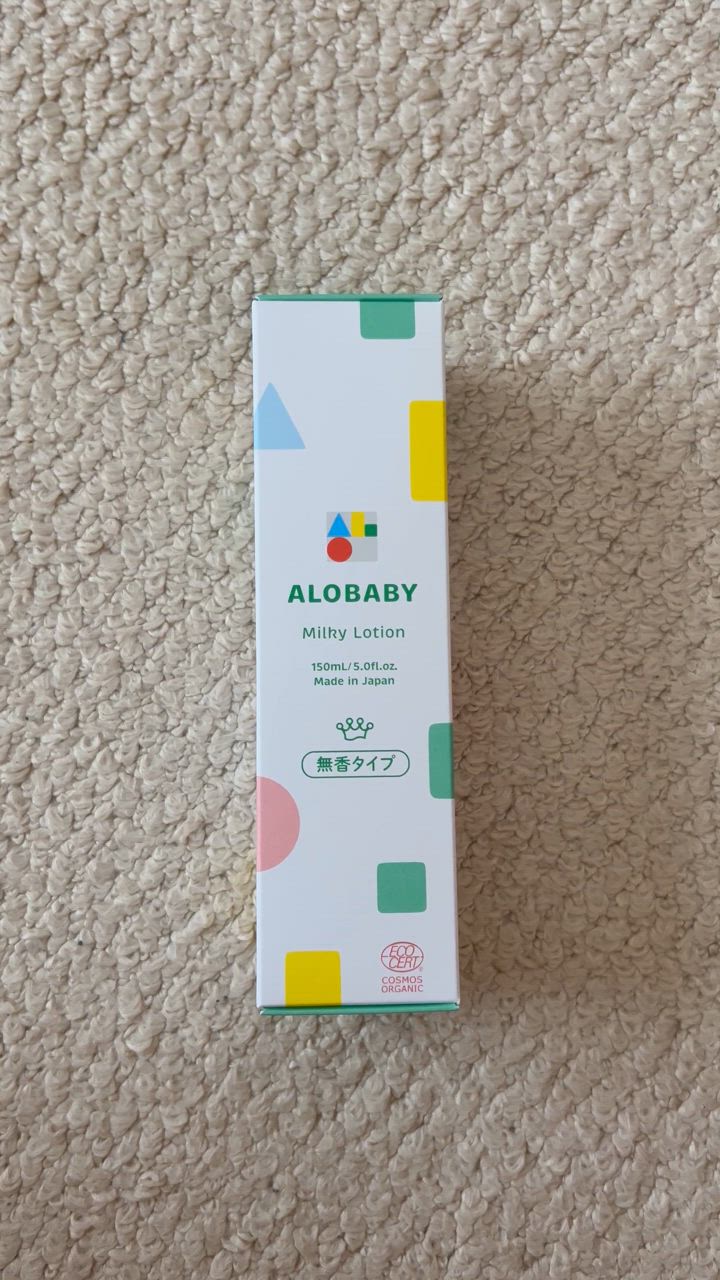 ALOBABY
Milky Lotion
150mL/5.0fl.oz.
Made in Japan
無香タイプ
ECO
CERT
®
COSMOS
ORGANIC